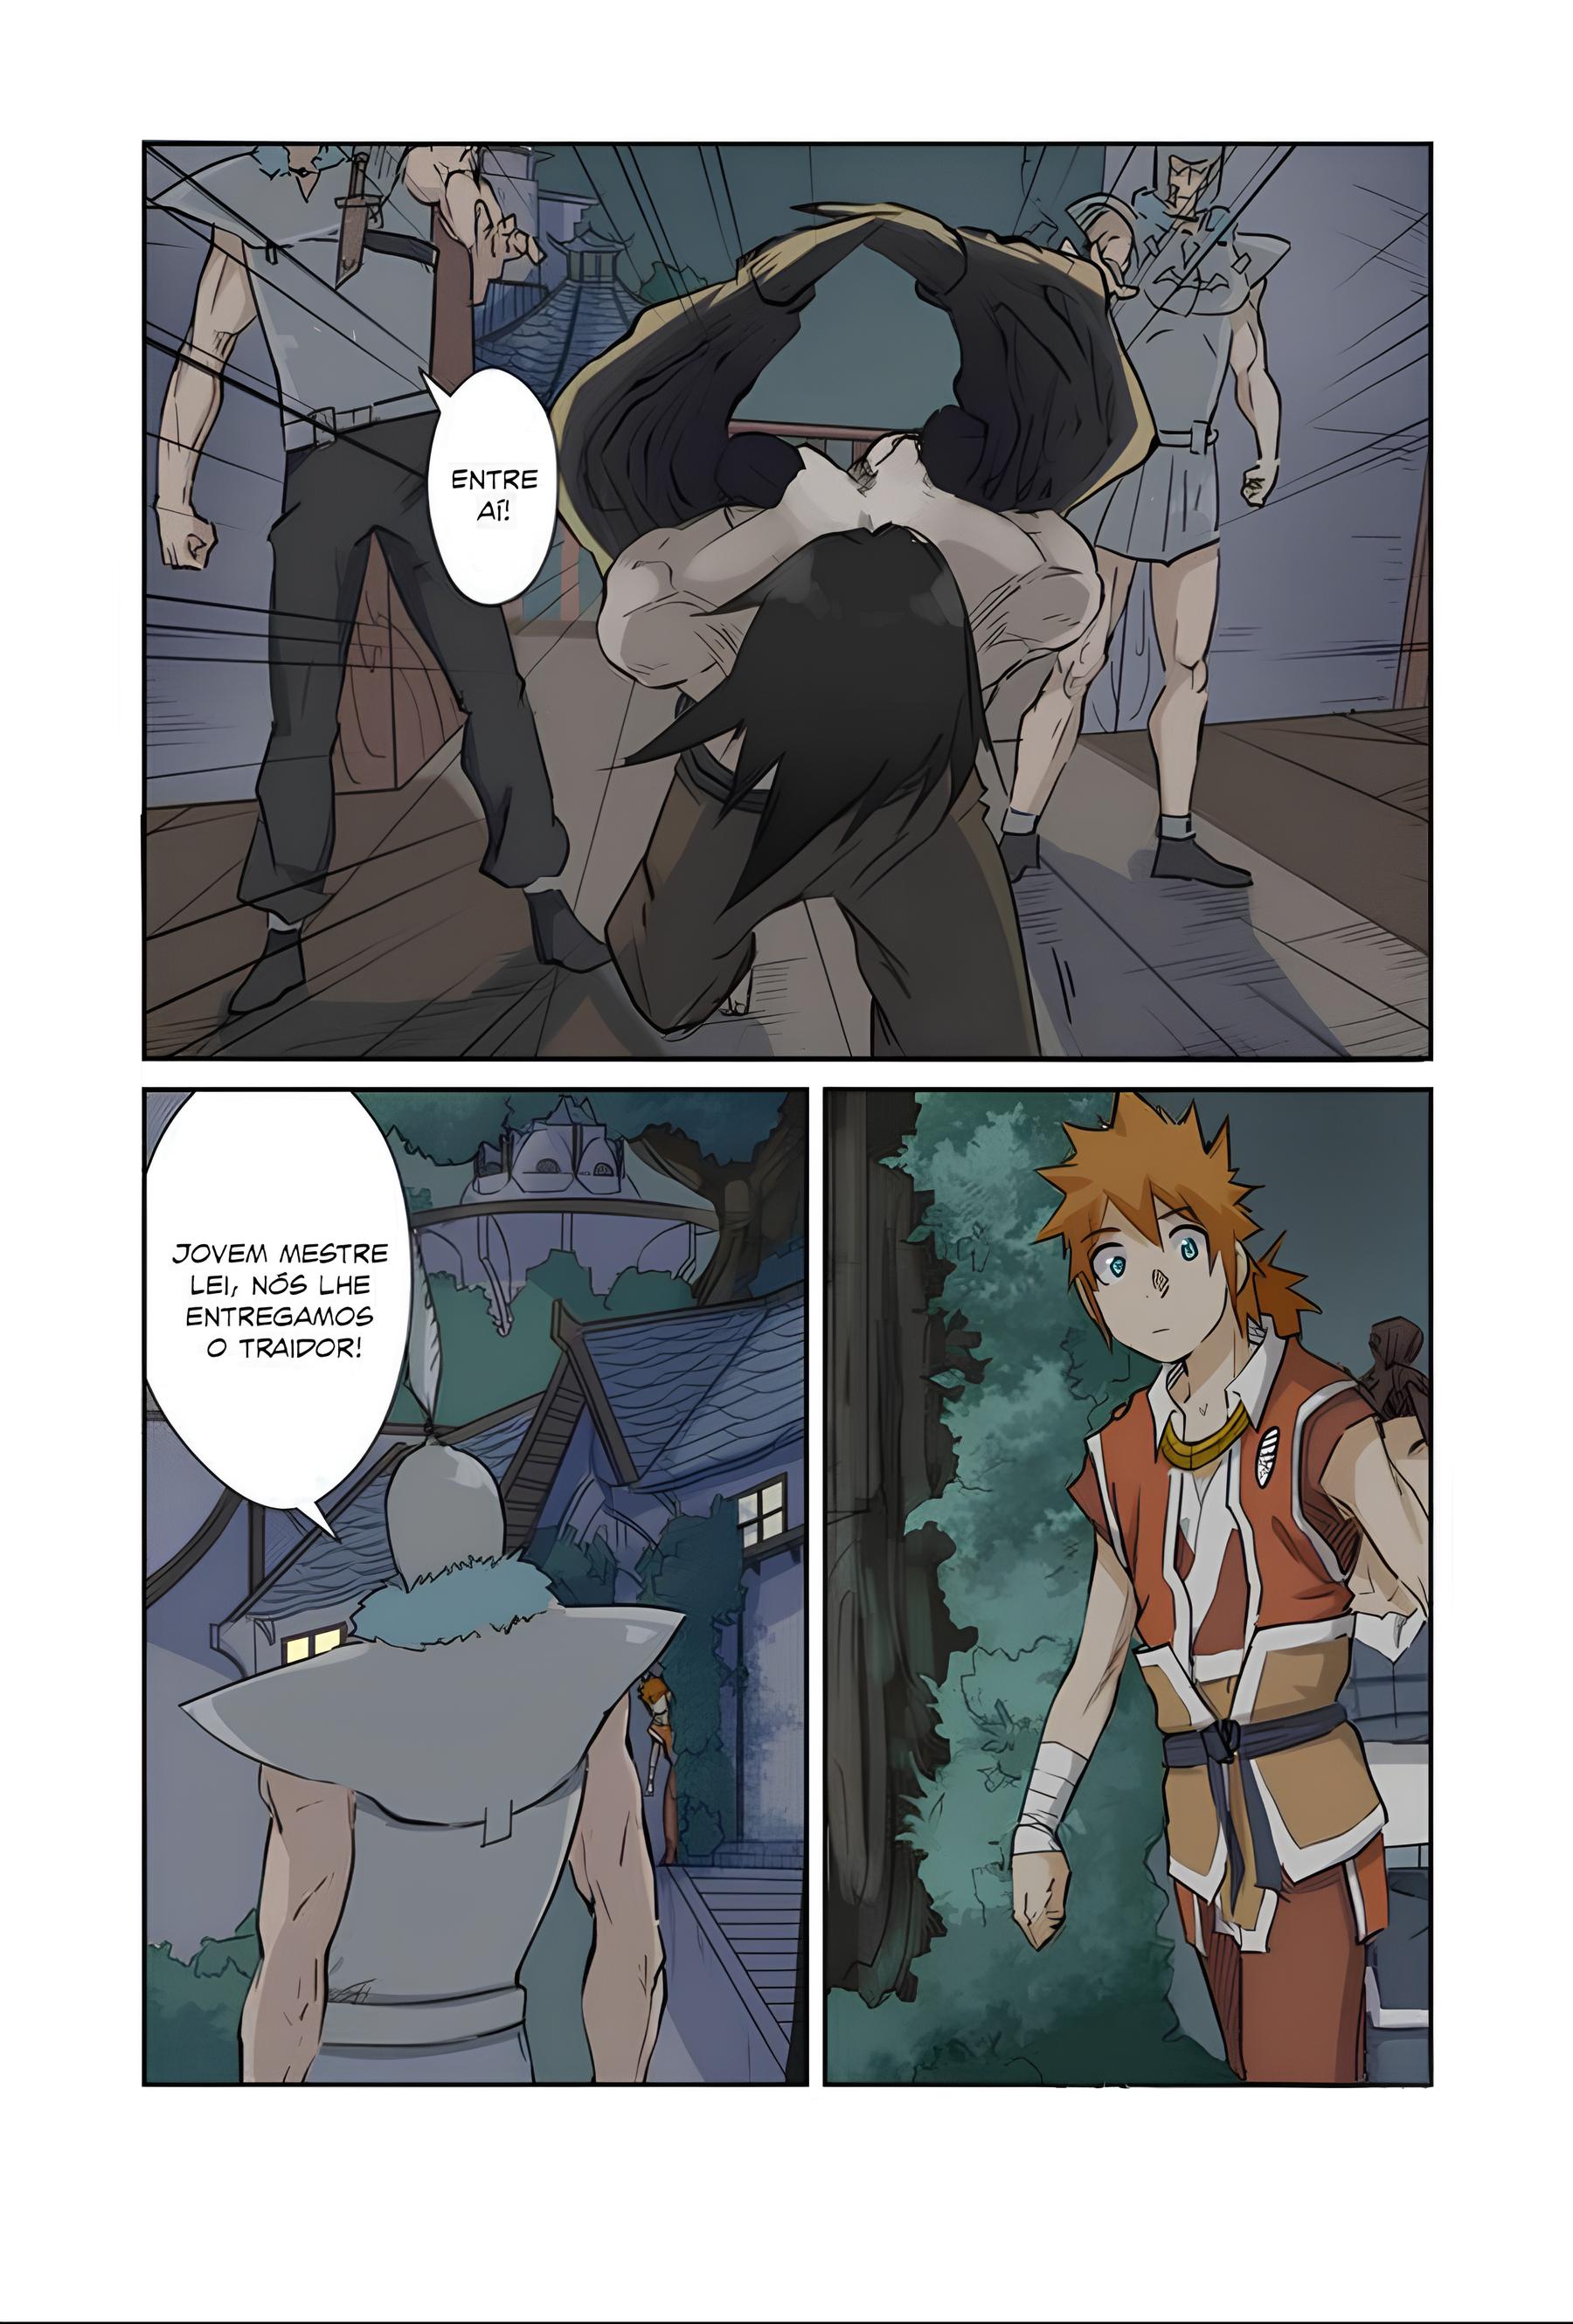 ENTRE
AÍ!
JOVEM MESTRE
LEI, NÓS LHE
ENTREGAMOS
O TRAIDOR!